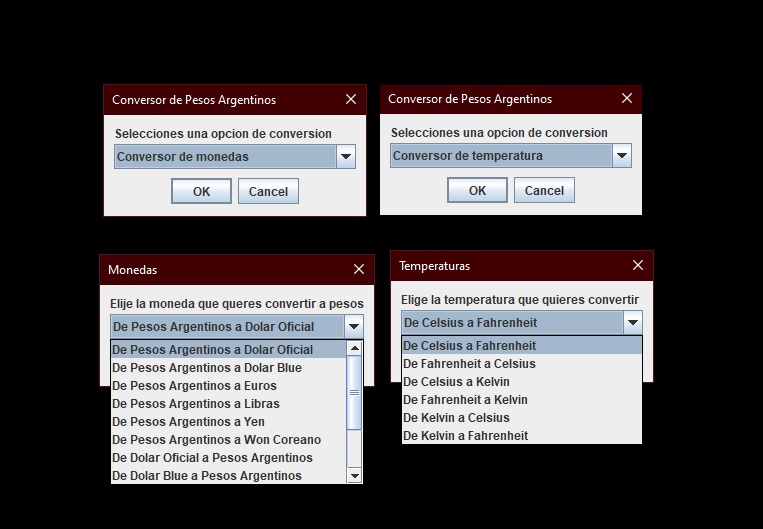 Conversor de Pesos Argentinos
Selecciones una opcion de conversion
Conversor de monedas
OK
Cancel
Conversor de Pesos Argentinos
Selecciones una opcion de conversion
Conversor de temperatura
OK
Cancel
Monedas
Elije la moneda que queres convertir a pesos
De Pesos Argentinos a Dolar Oficial
De Pesos Argentinos a Dolar Oficial
De Pesos Argentinos a Dolar Blue
De Pesos Argentinos a Euros
De Pesos Argentinos a Libras
De Pesos Argentinos a Yen
De Pesos Argentinos a Won Coreano
De Dolar Oficial a Pesos Argentinos
De Dolar Blue a Pesos Argentinos
Temperaturas
Elige la temperatura que quieres convertir
De Celsius a Fahrenheit
De Celsius a Fahrenheit
De Fahrenheit a Celsius
De Celsius a Kelvin
De Fahrenheit a Kelvin
De Kelvin a Celsius
De Kelvin a Fahrenheit